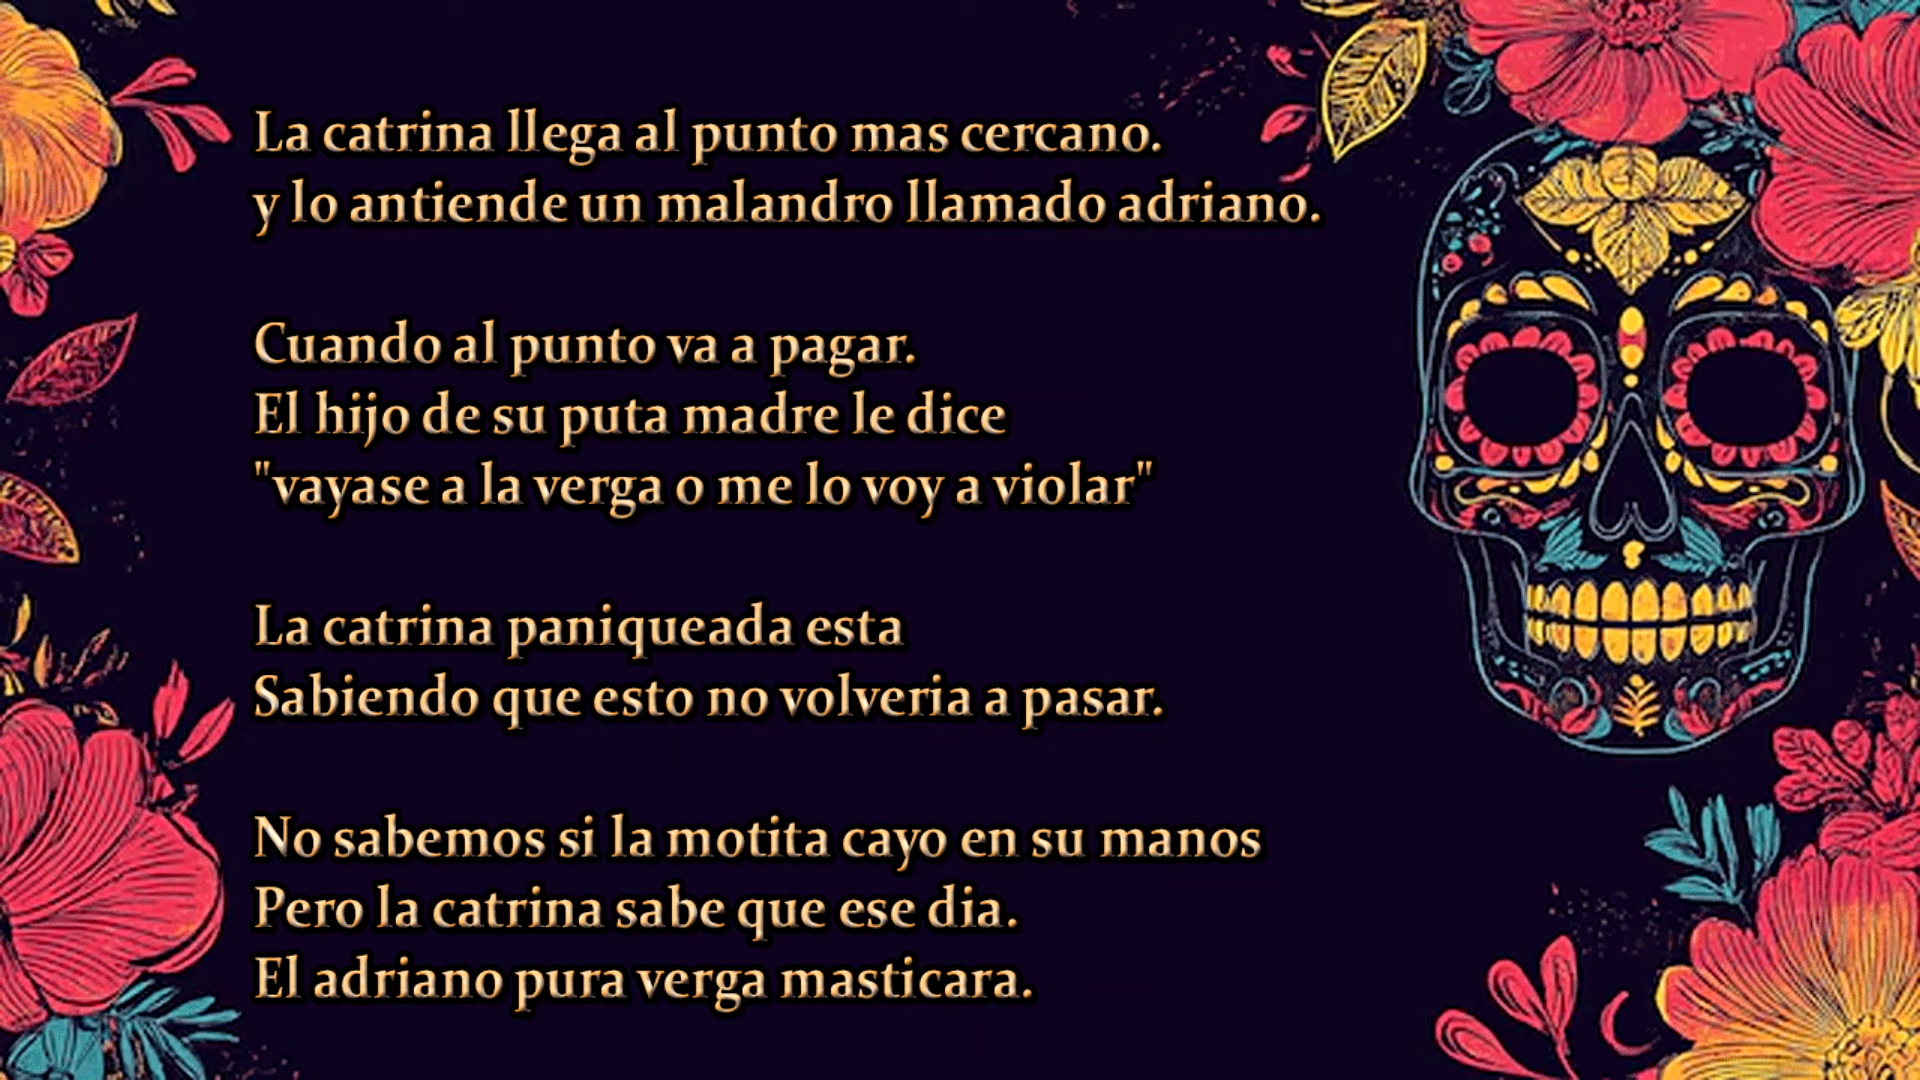 La catrina llega al punto mas cercano.
y lo antiende un malandro llamado adriano.
Cuando al punto va a pagar.
El hijo de su puta madre le dice
"vayase a la verga o me lo voy a violar"
La catrina paniqueada esta
Sabiendo que esto no volveria a pasar.
No sabemos si la motita cayo en su manos
Pero la catrina sabe que ese dia.
El adriano pura verga masticara.